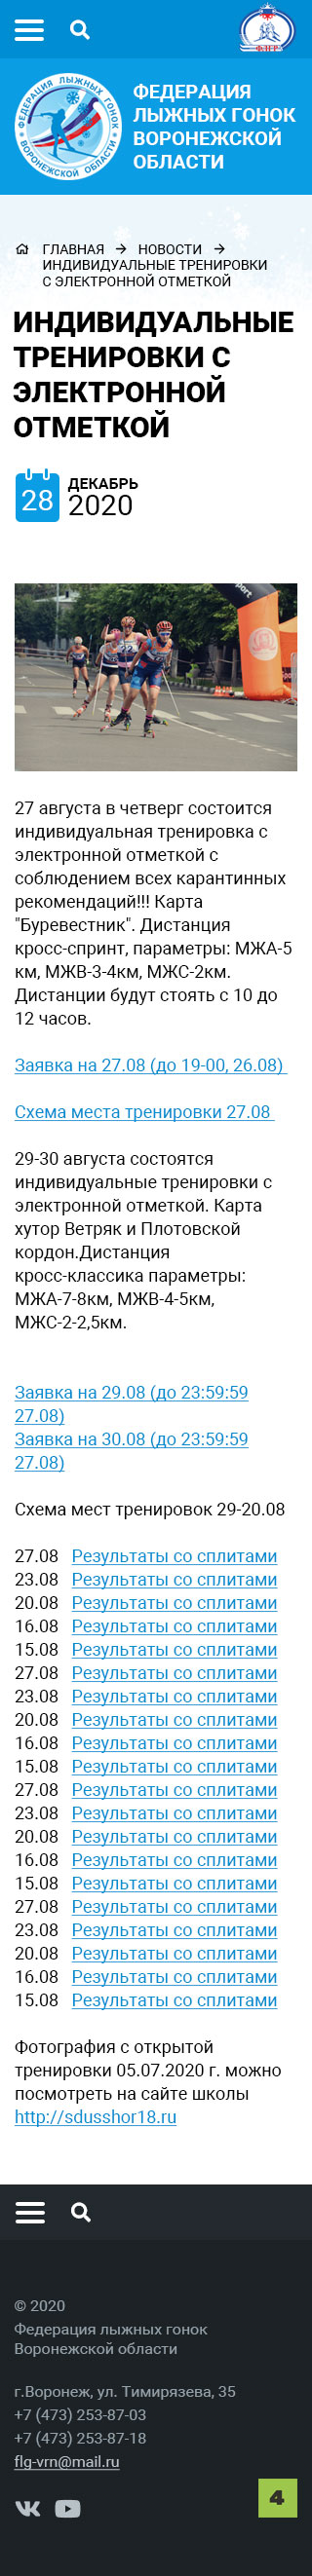 ФЛГР
ФЕДЕРАЦИЯ ЛЫЖНЫХ ГОНОК
ВОРОНЕЖСКОЙ ОБЛАСТИ
ФЕДЕРАЦИЯ
ЛЫЖНЫХ ГОНОК
ВОРОНЕЖСКОЙ
ОБЛАСТИ
ГЛАВНАЯ → НОВОСТИ →
ИНДИВИДУАЛЬНЫЕ ТРЕНИРОВКИ
С ЭЛЕКТРОННОЙ ОТМЕТКОЙ
ИНДИВИДУАЛЬНЫЕ
ТРЕНИРОВКИ С
ЭЛЕКТРОННОЙ
ОТМЕТКОЙ
28 ДЕКАБРЬ
2020
27 августа в четверг состоится
индивидуальная тренировка с
электронной отметкой с
соблюдением всех карантинных
рекомендаций!!! Карта
"Буревестник". Дистанция
кросс-спринт, параметры: МЖА-5
км, МЖВ-3-4км, МЖС-2км.
Дистанции будут стоять с 10 до
12 часов.
Заявка на 27.08 (до 19-00, 26.08)
Схема места тренировки 27.08
29-30 августа состоятся
индивидуальные тренировки с
электронной отметкой. Карта
хутор Ветряк и Плотовской
кордон.Дистанция
кросс-классика параметры:
МЖА-7-8км, МЖВ-4-5км,
МЖС-2-2,5км.
Заявка на 29.08 (до 23:59:59
27.08)
Заявка на 30.08 (до 23:59:59
27.08)
Схема мест тренировок 29-20.08
27.08 Результаты со сплитами
23.08 Результаты со сплитами
20.08 Результаты со сплитами
16.08 Результаты со сплитами
15.08 Результаты со сплитами
27.08 Результаты со сплитами
23.08 Результаты со сплитами
20.08 Результаты со сплитами
16.08 Результаты со сплитами
15.08 Результаты со сплитами
27.08 Результаты со сплитами
23.08 Результаты со сплитами
20.08 Результаты со сплитами
16.08 Результаты со сплитами
15.08 Результаты со сплитами
27.08 Результаты со сплитами
23.08 Результаты со сплитами
20.08 Результаты со сплитами
16.08 Результаты со сплитами
15.08 Результаты со сплитами
Фотография с открытой
тренировки 05.07.2020 г. можно
посмотреть на сайте школы
http://sdusshor18.ru
© 2020
Федерация лыжных гонок
Воронежской области
г.Воронеж, ул. Тимирязева, 35
+7 (473) 253-87-03
+7 (473) 253-87-18
flg-vrn@mail.ru
4